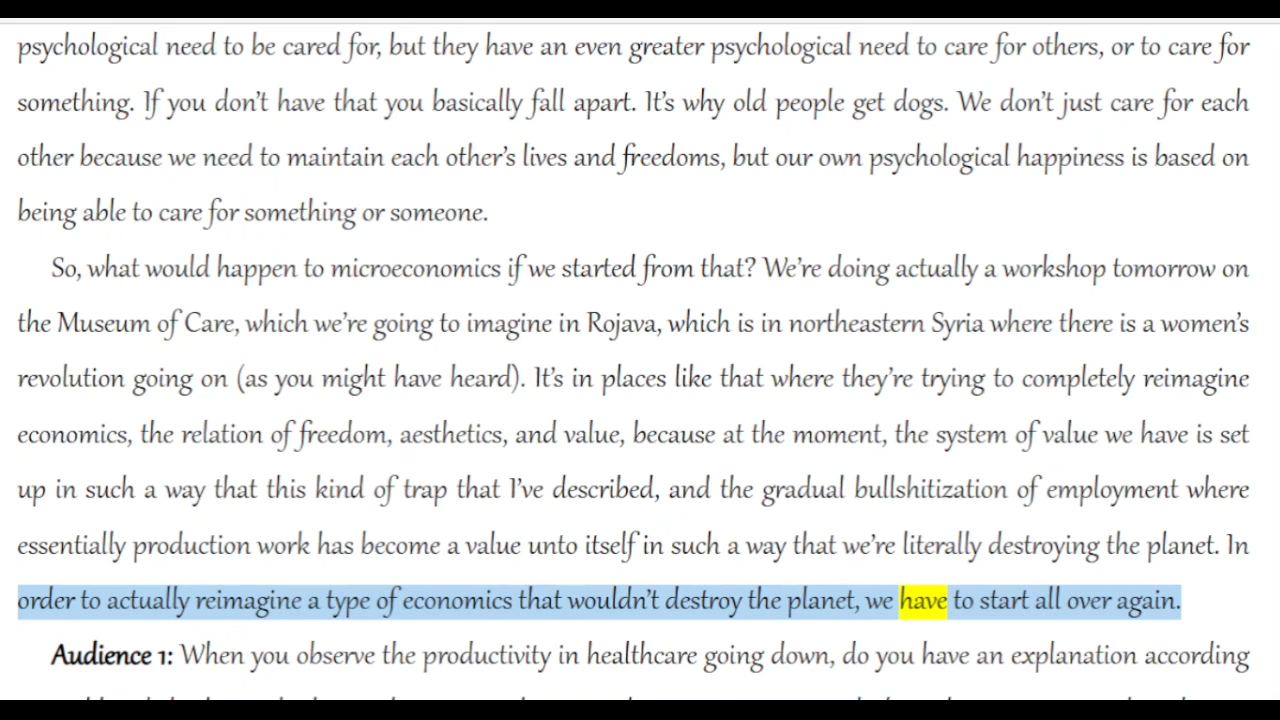 psychological need to be cared for, but they have an even greater psychological need to care for others, or to care for
something. If you don't have that you basically fall apart. It's why old people get dogs. We don't just care for each
other because we need to maintain each other's lives and freedoms, but our own psychological happiness is based on
being able to care for something or someone.
So, what would happen to microeconomics if we started from that? We're doing actually a workshop tomorrow on
the Museum of Care, which we're going to imagine in Rojava, which is in northeastern Syria where there is a women's
revolution going on (as you might have heard). It's in places like that where they're trying to completely reimagine
economics, the relation of freedom, aesthetics, and value, because at the moment, the system of value we have is set
up in such a way that this kind of trap that I've described, and the gradual bullshitization of employment where
essentially production work has become a value unto itself in such a way that we're literally destroying the planet. In
order to actually reimagine a type of economics that wouldn't destroy the planet, we have to start all over again.
Audience 1: When you observe the productivity in healthcare going down, do you have an explanation according